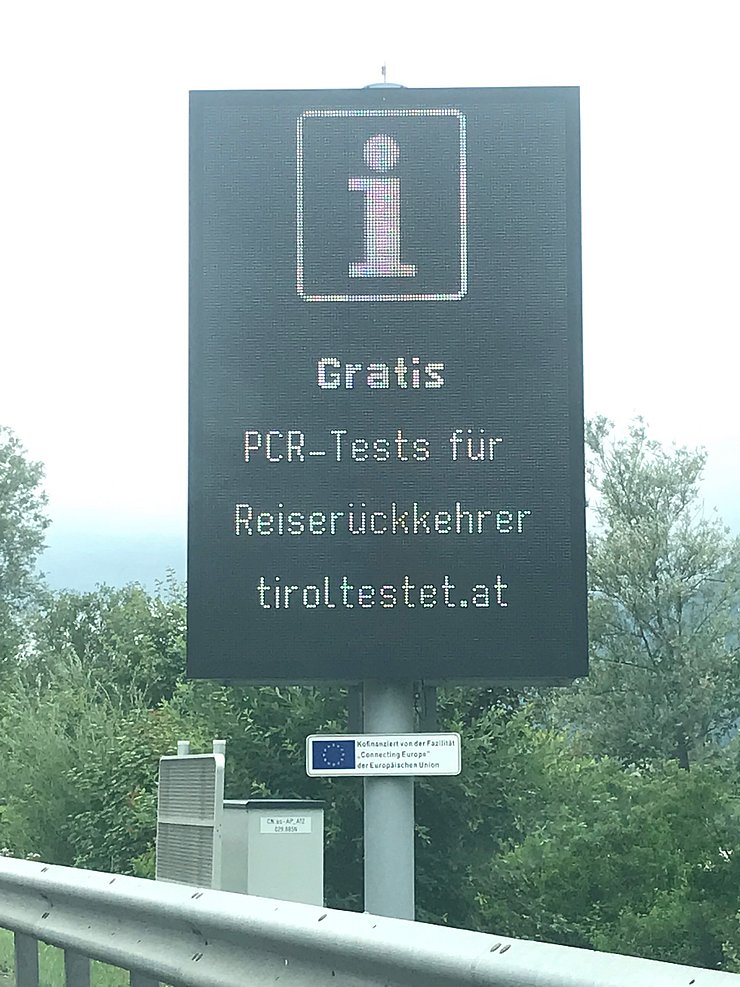 i
Gratis
PCR-Tests für
Reiserückkehrer
tiroltestet.at
Kofinanziert von der Fazilität
„Connecting Europe"
der Europäischen Union